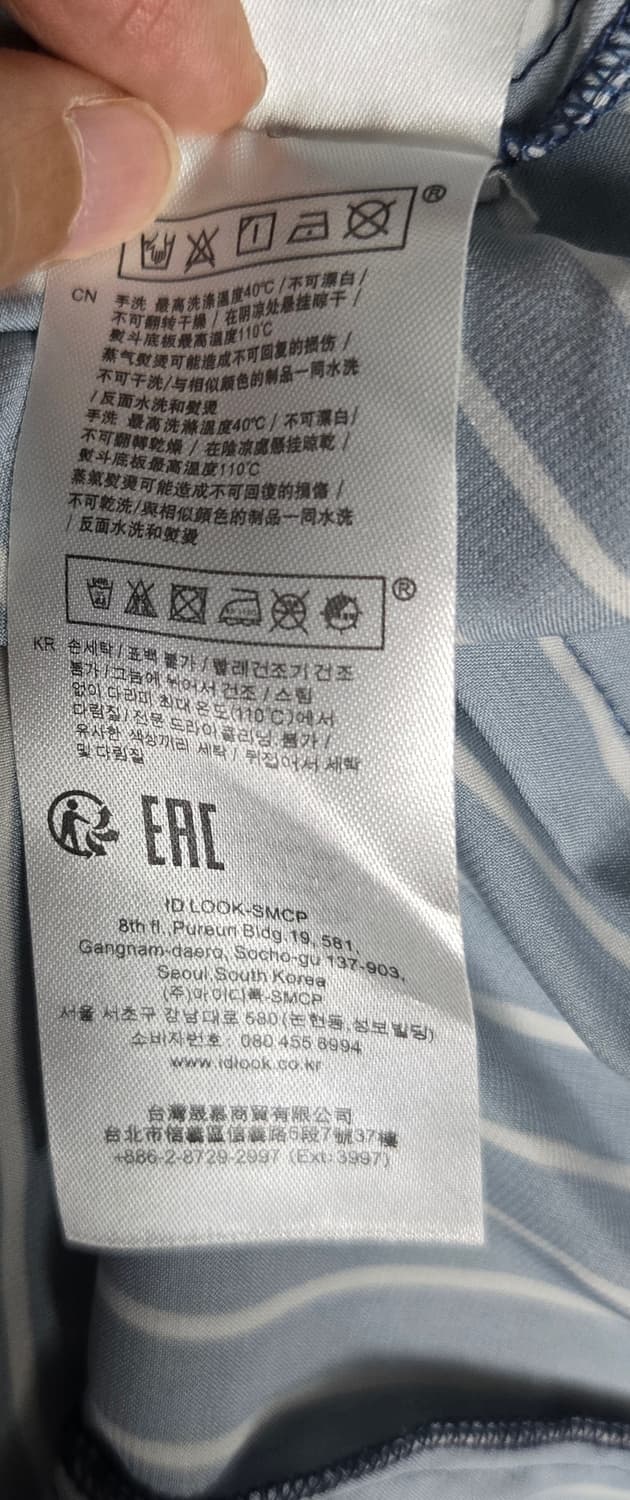 ®
CN 手洗 最高洗涤温度40℃/不可漂白/
不可翻转干燥 / 在阴凉处悬挂晾干 /
熨斗底板最高温度110℃
蒸气熨烫可能造成不可回复的损伤 /
不可干洗/与相似颜色的制品一同水洗
/反面水洗和熨烫
手洗 最高洗滌溫度40℃ / 不可漂白/
不可翻轉乾燥 / 在陰涼處懸挂晾乾 /
熨斗底板最高溫度110℃
蒸氣熨燙可能造成不可回復的損傷 /
不可乾洗/與相似顏色的制品一同水洗
/ 反面水洗和熨燙
®
KR 손세탁/표백 불가/빨래건조기 건조
불가/그늘에 뉘어서 건조/스팀
없이 다리미 최대 온도(110℃)에서
다림질/전문 드라이클리닝 불가/
유사한 색상끼리 세탁/뒤집어서 세탁
및 다림질
EAC
ID LOOK-SMCP
8th fl, Pureun Bldg.19, 581,
Gangnam-daero, Socho-gu 137-903,
Seoul South Korea
(주)아이디룩-SMCP
서울 서초구 강남대로 580(논현동,성보빌딩)
소비자번호: 080 455 8994
www.idlook.co.kr
台灣晟嘉商貿有限公司
台北市信義區信義路5段7號37樓
+886-2-8729-2997 (Ext:3997)